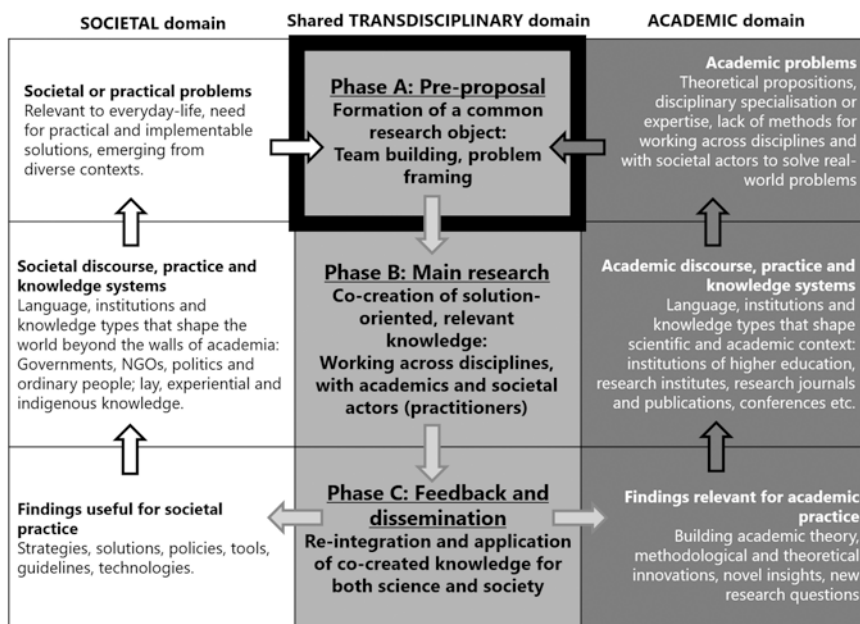 SOCIETAL domain
Shared TRANSDISCIPLINARY domain
ACADEMIC domain
Societal or practical problems
Relevant to everyday-life, need
for practical and implementable
solutions, emerging from
diverse contexts.
Phase A: Pre-proposal
Formation of a common
research object:
Team building, problem
framing
Academic problems
Theoretical propositions,
disciplinary specialisation or
expertise, lack of methods for
working across disciplines and
with societal actors to solve real-
world problems
Societal discourse, practice and
knowledge systems
Language, institutions and
knowledge types that shape the
world beyond the walls of academia:
Governments, NGOs, politics and
ordinary people; lay, experiential and
indigenous knowledge.
Phase B: Main research
Co-creation of solution-
oriented, relevant
knowledge:
Working across disciplines,
with academics and societal
actors (practitioners)
Academic discourse, practice and
knowledge systems
Language, institutions and
knowledge types that shape
scientific and academic context:
institutions of higher education,
research institutes, research journals
and publications, conferences etc.
Findings useful for societal
practice
Strategies, solutions, policies, tools,
guidelines, technologies.
Phase C: Feedback and
dissemination
Re-integration and application
of co-created knowledge for
both science and society
Findings relevant for academic
practice
Building academic theory,
methodological and theoretical
innovations, novel insights, new
research questions